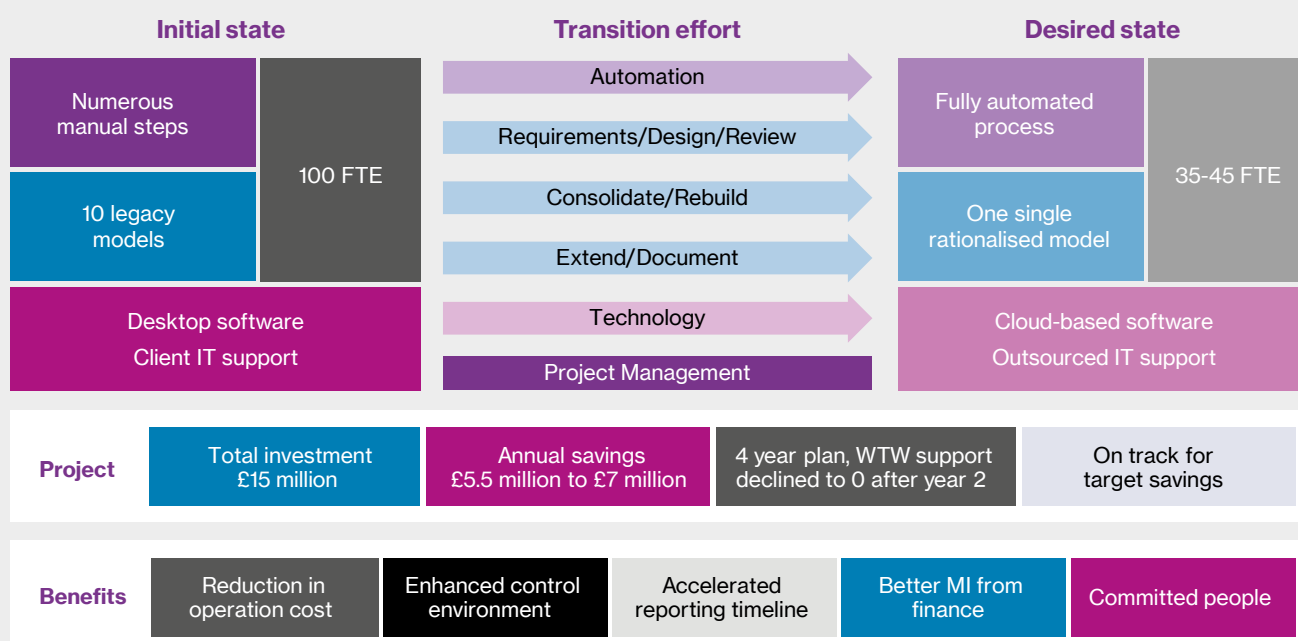 Initial state
Transition effort
Desired state
Numerous
manual steps
100 FTE
10 legacy
models
Desktop software
Client IT support
Automation
Requirements/Design/Review
Consolidate/Rebuild
Extend/Document
Technology
Project Management
Fully automated
process
35-45 FTE
One single
rationalised model
Cloud-based software
Outsourced IT support
Project
Total investment
£15 million
Annual savings
£5.5 million to £7 million
4 year plan, WTW support
declined to 0 after year 2
On track for
target savings
Benefits
Reduction in
operation cost
Enhanced control
environment
Accelerated
reporting timeline
Better MI from
finance
Committed people